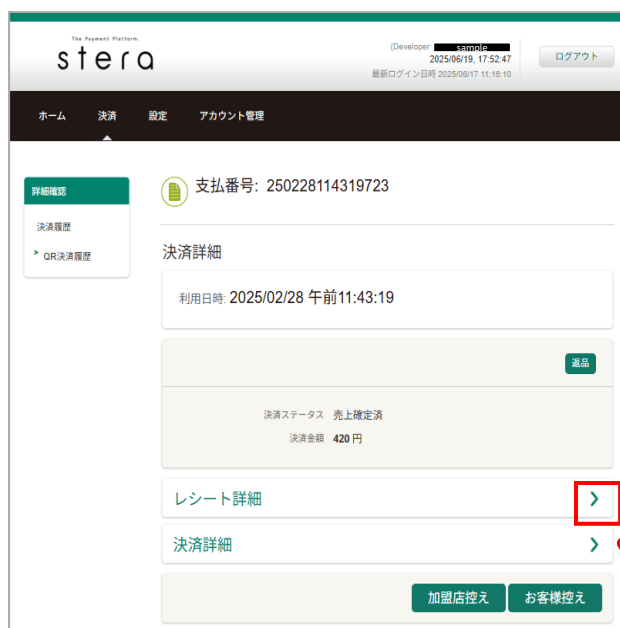 The Payment Platform.
stera
(Developer sample
2025/06/19, 17:52:47
最新ログイン日時 2025/06/17 11:16:10
ログアウト
ホーム 決済 設定 アカウント管理
詳細確認
決済履歴
QR決済履歴
支払番号: 250228114319723
決済詳細
利用日時: 2025/02/28 午前11:43:19
返品
決済ステータス 売上確定済
決済金額 420 円
レシート詳細
決済詳細
加盟店控え お客様控え